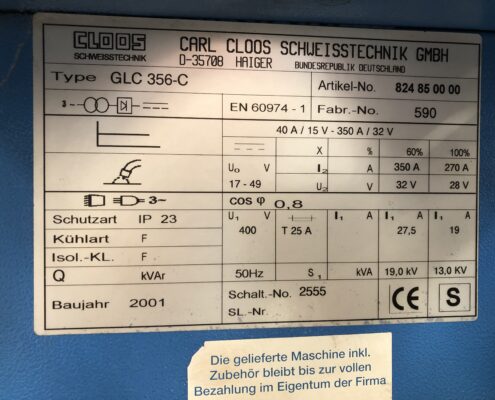 CLOOS
SCHWEISSTECHNIK
CARL CLOOS SCHWEISSTECHNIK GMBH
D-35708 HAIGER BUNDESREPUBLIK DEUTSCHLAND
Type GLC 356-C
Artikel-No. 824 85 00 00
3~
EN 60974 - 1
Fabr.-No. 590
40 A / 15 V - 350 A / 32 V
X % 60% 100%
U₀ V I₂ A 350 A 270 A
17 - 49 U₂ V 32 V 28 V
3~
cos φ 0,8
Schutzart IP 23
U₁ V I₁ A I₁ A I₁ A
400 T 25 A 27,5 19
Kühlart F
Isol.-KL. F
Q kVAr
50Hz S₁ kVA 19,0 kV 13,0 KV
Baujahr 2001
Schalt.-No. 2555
SL.-Nr.
CE S
Die gelieferte Maschine inkl.
Zubehör bleibt bis zur vollen
Bezahlung im Eigentum der Firma